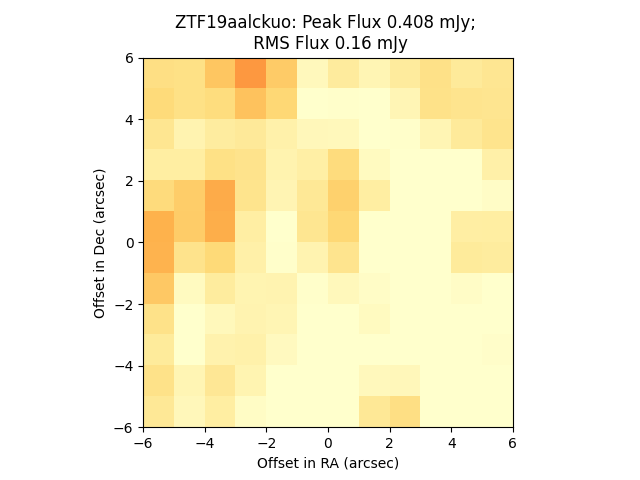 ZTF19aalckuo: Peak Flux 0.408 mJy;
RMS Flux 0.16 mJy
6
4
2
0
−2
−4
−6
Offset in Dec (arcsec)
−6 −4 −2 0 2 4 6
Offset in RA (arcsec)